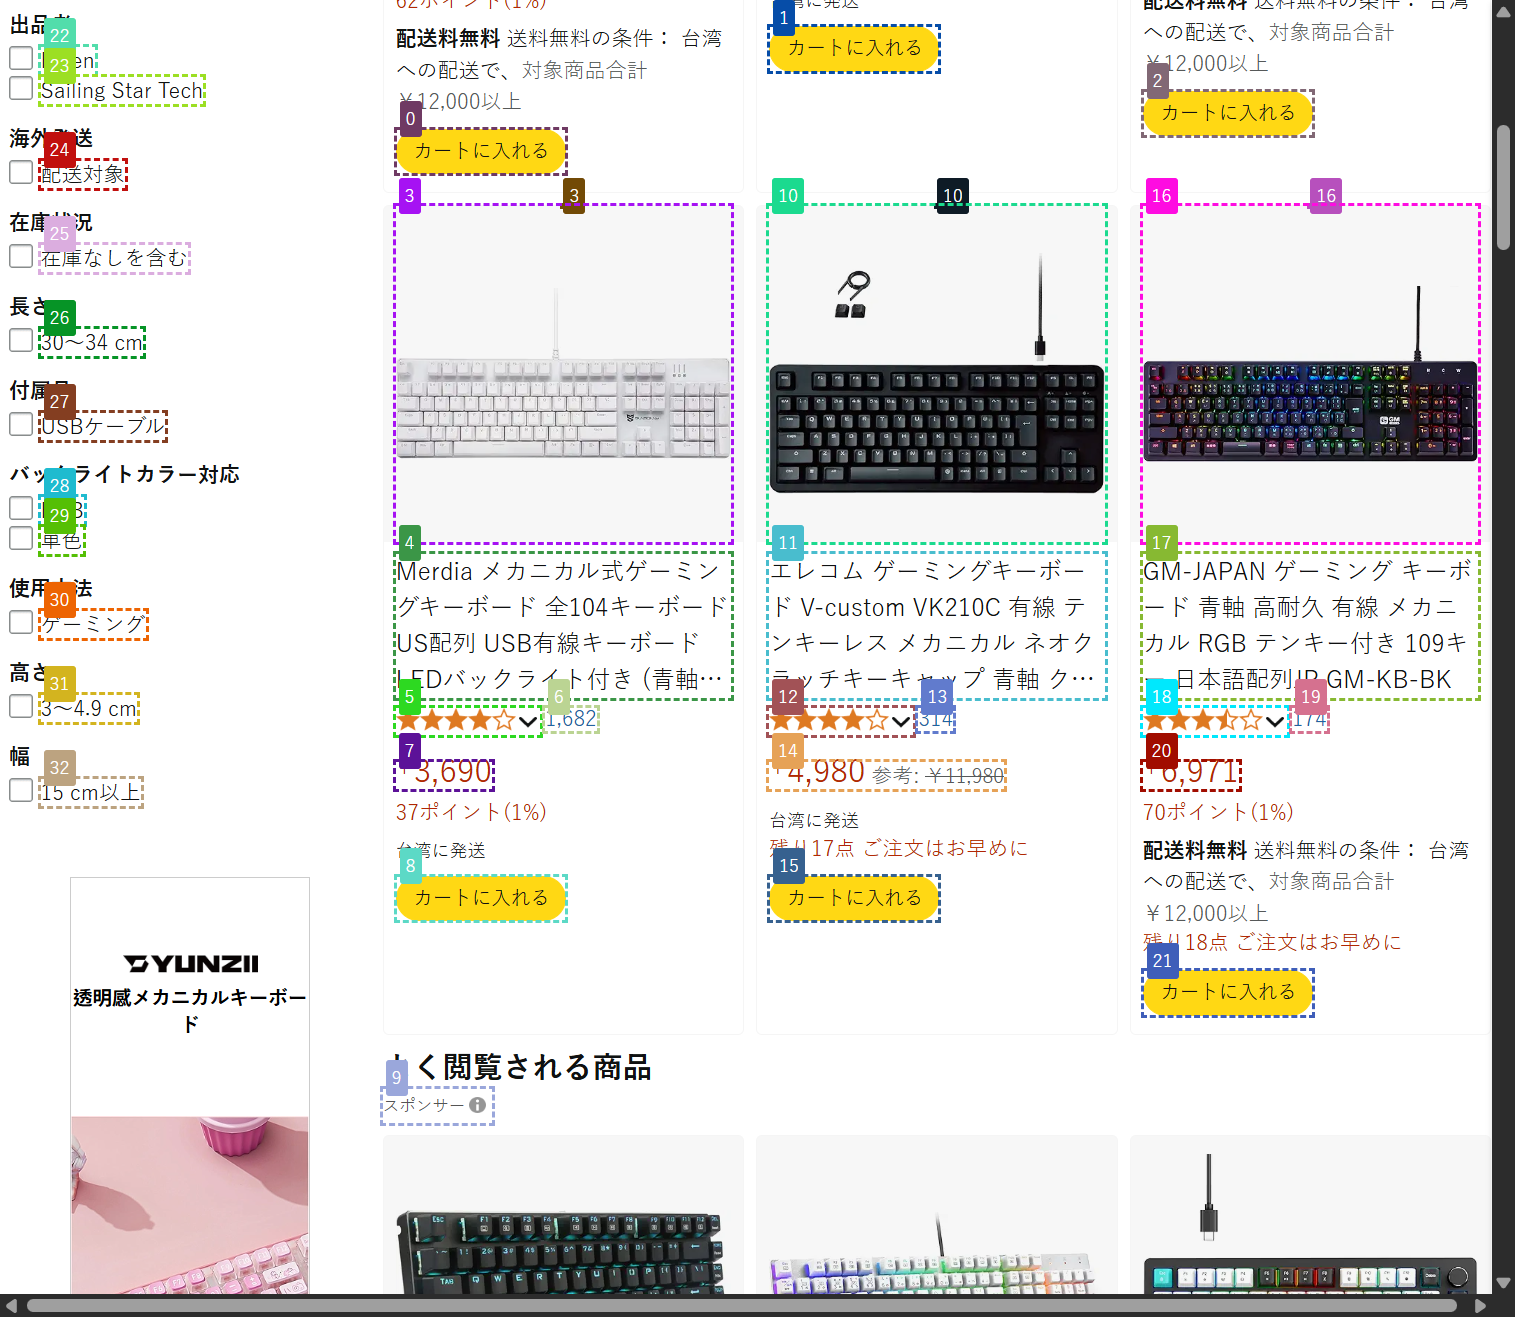 出品者
Sailing Star Tech
海外発送
配送対象
在庫状況
在庫なしを含む
長さ
30～34 cm
付属品
USBケーブル
バックライトカラー対応
単色
使用方法
ゲーミング
高さ
3～4.9 cm
幅
15 cm以上
YUNZII
透明感メカニカルキーボー
ド
62ポイント(1%)
配送料無料 送料無料の条件： 台湾
への配送で、対象商品合計
￥12,000以上
カートに入れる
に発送
カートに入れる
配送料無料 送料無料の条件： 台湾
への配送で、対象商品合計
￥12,000以上
カートに入れる
Merdia メカニカル式ゲーミン
グキーボード 全104キーボード
US配列 USB有線キーボード
LEDバックライト付き (青軸…
1,682
3,690
37ポイント(1%)
台湾に発送
カートに入れる
エレコム ゲーミングキーボー
ド V-custom VK210C 有線 テ
ンキーレス メカニカル ネオク
ラッチキーキャップ 青軸 ク…
314
4,980 参考: ￥11,980
台湾に発送
残り17点 ご注文はお早めに
カートに入れる
GM-JAPAN ゲーミング キーボ
ード 青軸 高耐久 有線 メカニ
カル RGB テンキー付き 109キ
ー 日本語配列JP GM-KB-BK
174
6,971
70ポイント(1%)
配送料無料 送料無料の条件： 台湾
への配送で、対象商品合計
￥12,000以上
残り18点 ご注文はお早めに
カートに入れる
よく閲覧される商品
スポンサー
0
1
2
3
3
4
5
6
7
8
9
10
10
11
12
13
14
15
16
16
17
18
19
20
21
22
23
24
25
26
27
28
29
30
31
32